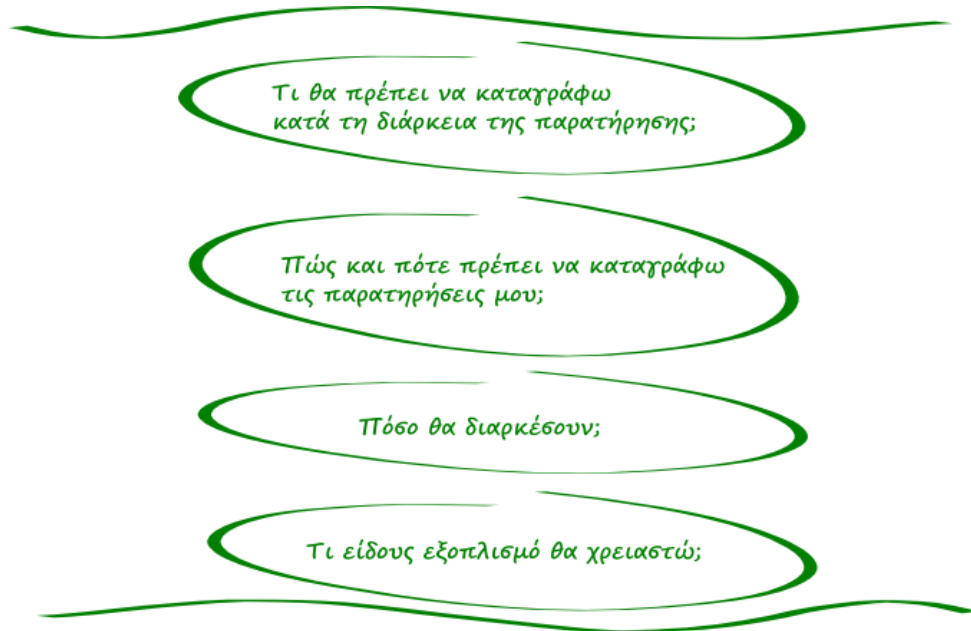 Τι θα πρέπει να καταγράφω
κατά τη διάρκεια της παρατήρησης;
Πώς και πότε πρέπει να καταγράφω
τις παρατηρήσεις μου;
Πόσο θα διαρκέσουν;
Τι είδους εξοπλισμό θα χρειαστώ;